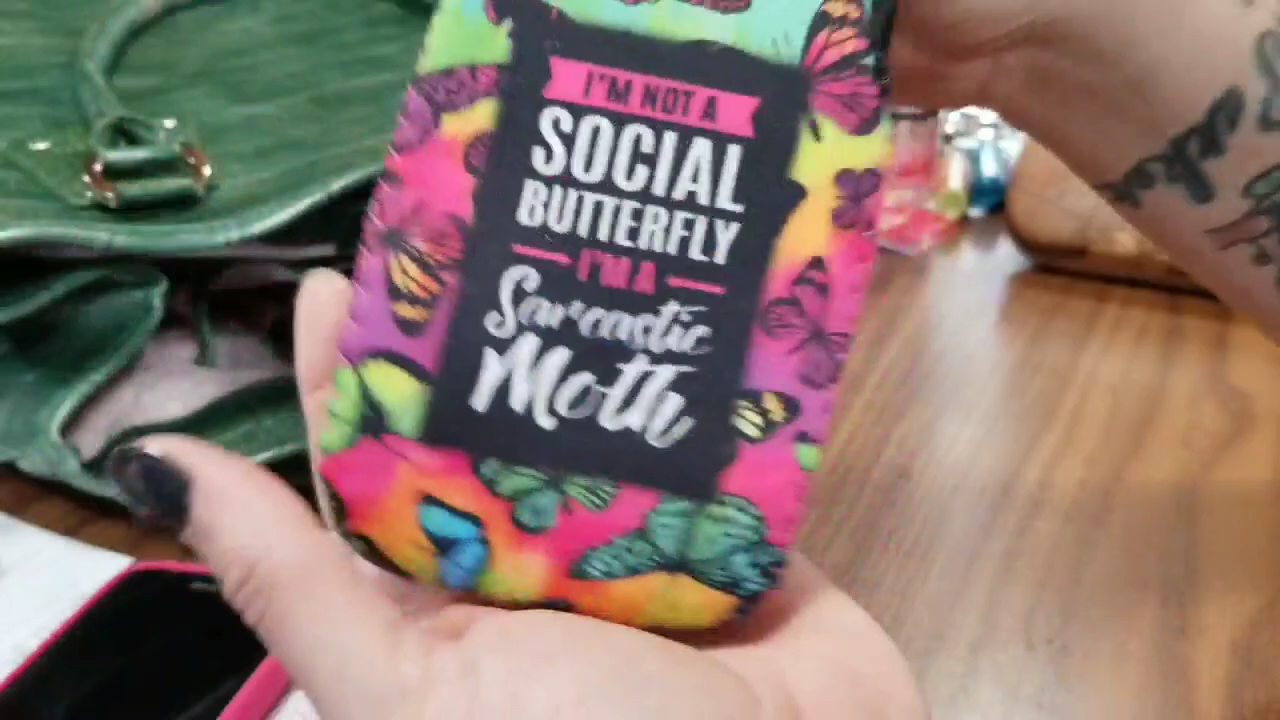 I'M NOT A
SOCIAL
BUTTERFLY
I'M A
Sarcastic
Moth